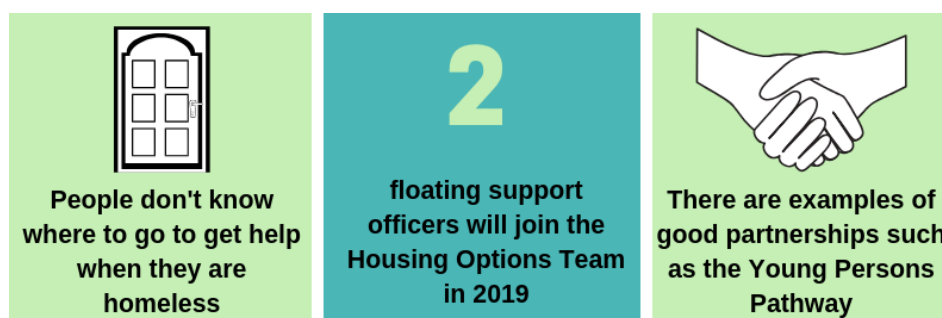 People don't know
where to go to get help
when they are
homeless
2
floating support
officers will join the
Housing Options Team
in 2019
There are examples of
good partnerships such
as the Young Persons
Pathway